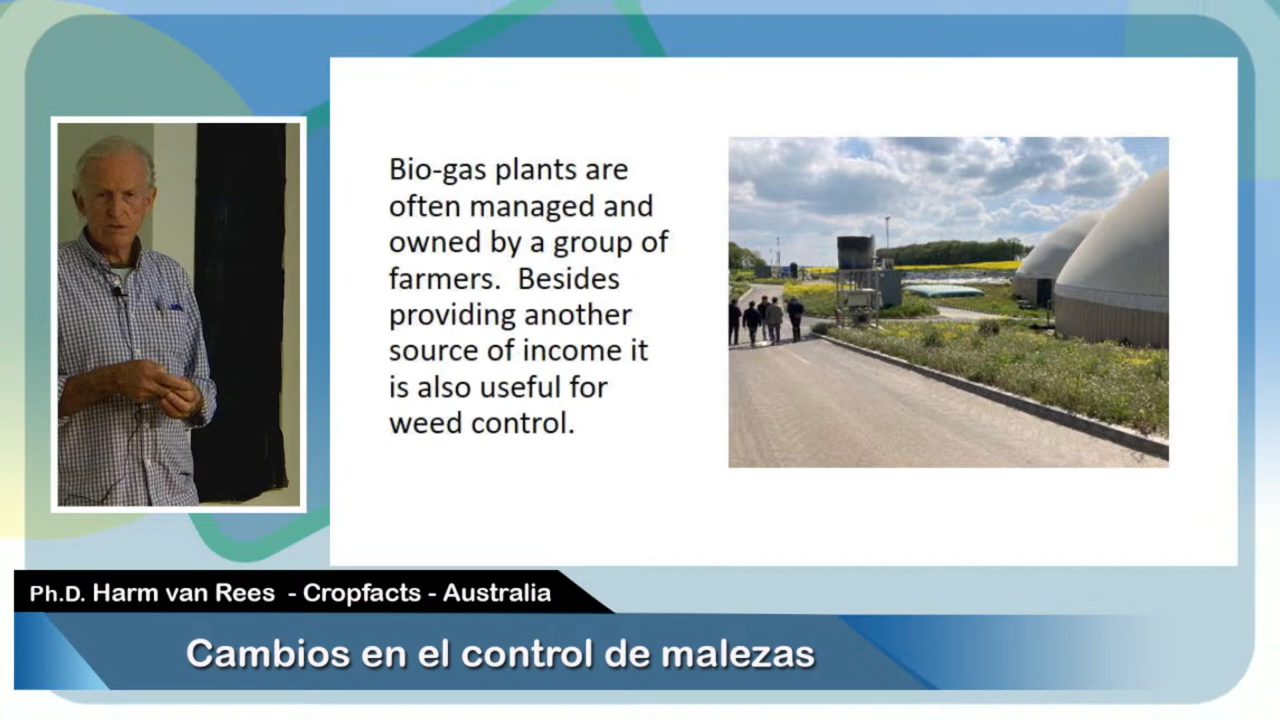 Bio-gas plants are
often managed and
owned by a group of
farmers.  Besides
providing another
source of income it
is also useful for
weed control.
Ph.D. Harm van Rees - Cropfacts - Australia
Cambios en el control de malezas